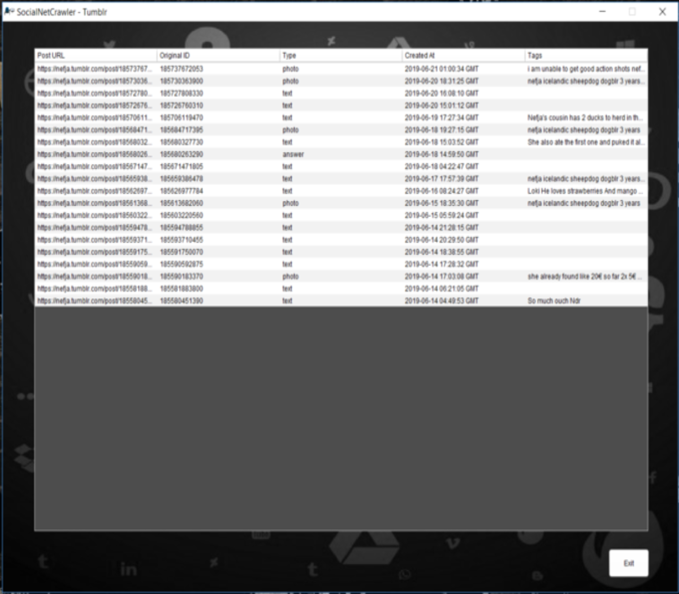 SocialNetCrawler - Tumblr
Post URL Original ID Type Created At Tags
https://nefja.tumblr.com/post/18573767... 185737672053 photo 2019-06-21 01:00:34 GMT i am unable to get good action shots nef...
https://nefja.tumblr.com/post/18573036... 185730363900 photo 2019-06-20 18:31:25 GMT nefja icelandic sheepdog dogblr 3 years...
https://nefja.tumblr.com/post/18572780... 185727808330 text 2019-06-20 16:08:10 GMT
https://nefja.tumblr.com/post/18572676... 185726760310 text 2019-06-20 15:01:12 GMT
https://nefja.tumblr.com/post/18570611... 185706119470 text 2019-06-19 17:27:34 GMT Nefja's cousin has 2 ducks to herd in th...
https://nefja.tumblr.com/post/18568471... 185684717395 photo 2019-06-18 19:27:15 GMT nefja icelandic sheepdog dogblr 3 years
https://nefja.tumblr.com/post/18568032... 185680327730 text 2019-06-18 15:03:52 GMT She also ate the first one and puked it al...
https://nefja.tumblr.com/post/18568026... 185680263290 answer 2019-06-18 14:59:50 GMT
https://nefja.tumblr.com/post/18567147... 185671471805 text 2019-06-18 04:22:47 GMT
https://nefja.tumblr.com/post/18565938... 185659386478 text 2019-06-17 17:57:39 GMT nefja icelandic sheepdog dogblr 3 years...
https://nefja.tumblr.com/post/18562697... 185626977784 text 2019-06-16 08:24:27 GMT Loki He loves strawberries And mango ...
https://nefja.tumblr.com/post/18561368... 185613682060 photo 2019-06-15 18:35:30 GMT nefja icelandic sheepdog dogblr 3 years
https://nefja.tumblr.com/post/18560322... 185603220560 text 2019-06-15 05:59:24 GMT
https://nefja.tumblr.com/post/18559478... 185594788855 text 2019-06-14 21:28:15 GMT
https://nefja.tumblr.com/post/18559371... 185593710455 text 2019-06-14 20:29:50 GMT
https://nefja.tumblr.com/post/18559175... 185591750070 text 2019-06-14 18:38:55 GMT
https://nefja.tumblr.com/post/18559059... 185590592875 text 2019-06-14 17:28:32 GMT
https://nefja.tumblr.com/post/18559018... 185590183370 photo 2019-06-14 17:03:08 GMT she already found like 20€ so far 2x 5€ ...
https://nefja.tumblr.com/post/18558188... 185581883800 text 2019-06-14 06:21:05 GMT
https://nefja.tumblr.com/post/18558045... 185580451390 text 2019-06-14 04:49:53 GMT So much ouch Ndr
Exit